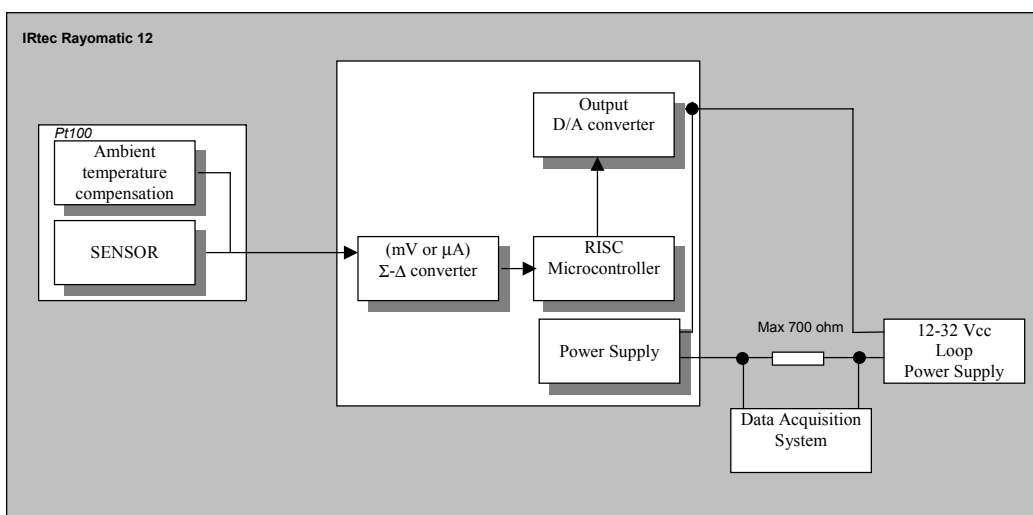 IRtec Rayomatic 12
Pt100
Ambient
temperature
compensation
SENSOR
(mV or μA)
Σ-Δ converter
Output
D/A converter
RISC
Microcontroller
Power Supply
Max 700 ohm
12-32 Vcc
Loop
Power Supply
Data Acquisition
System